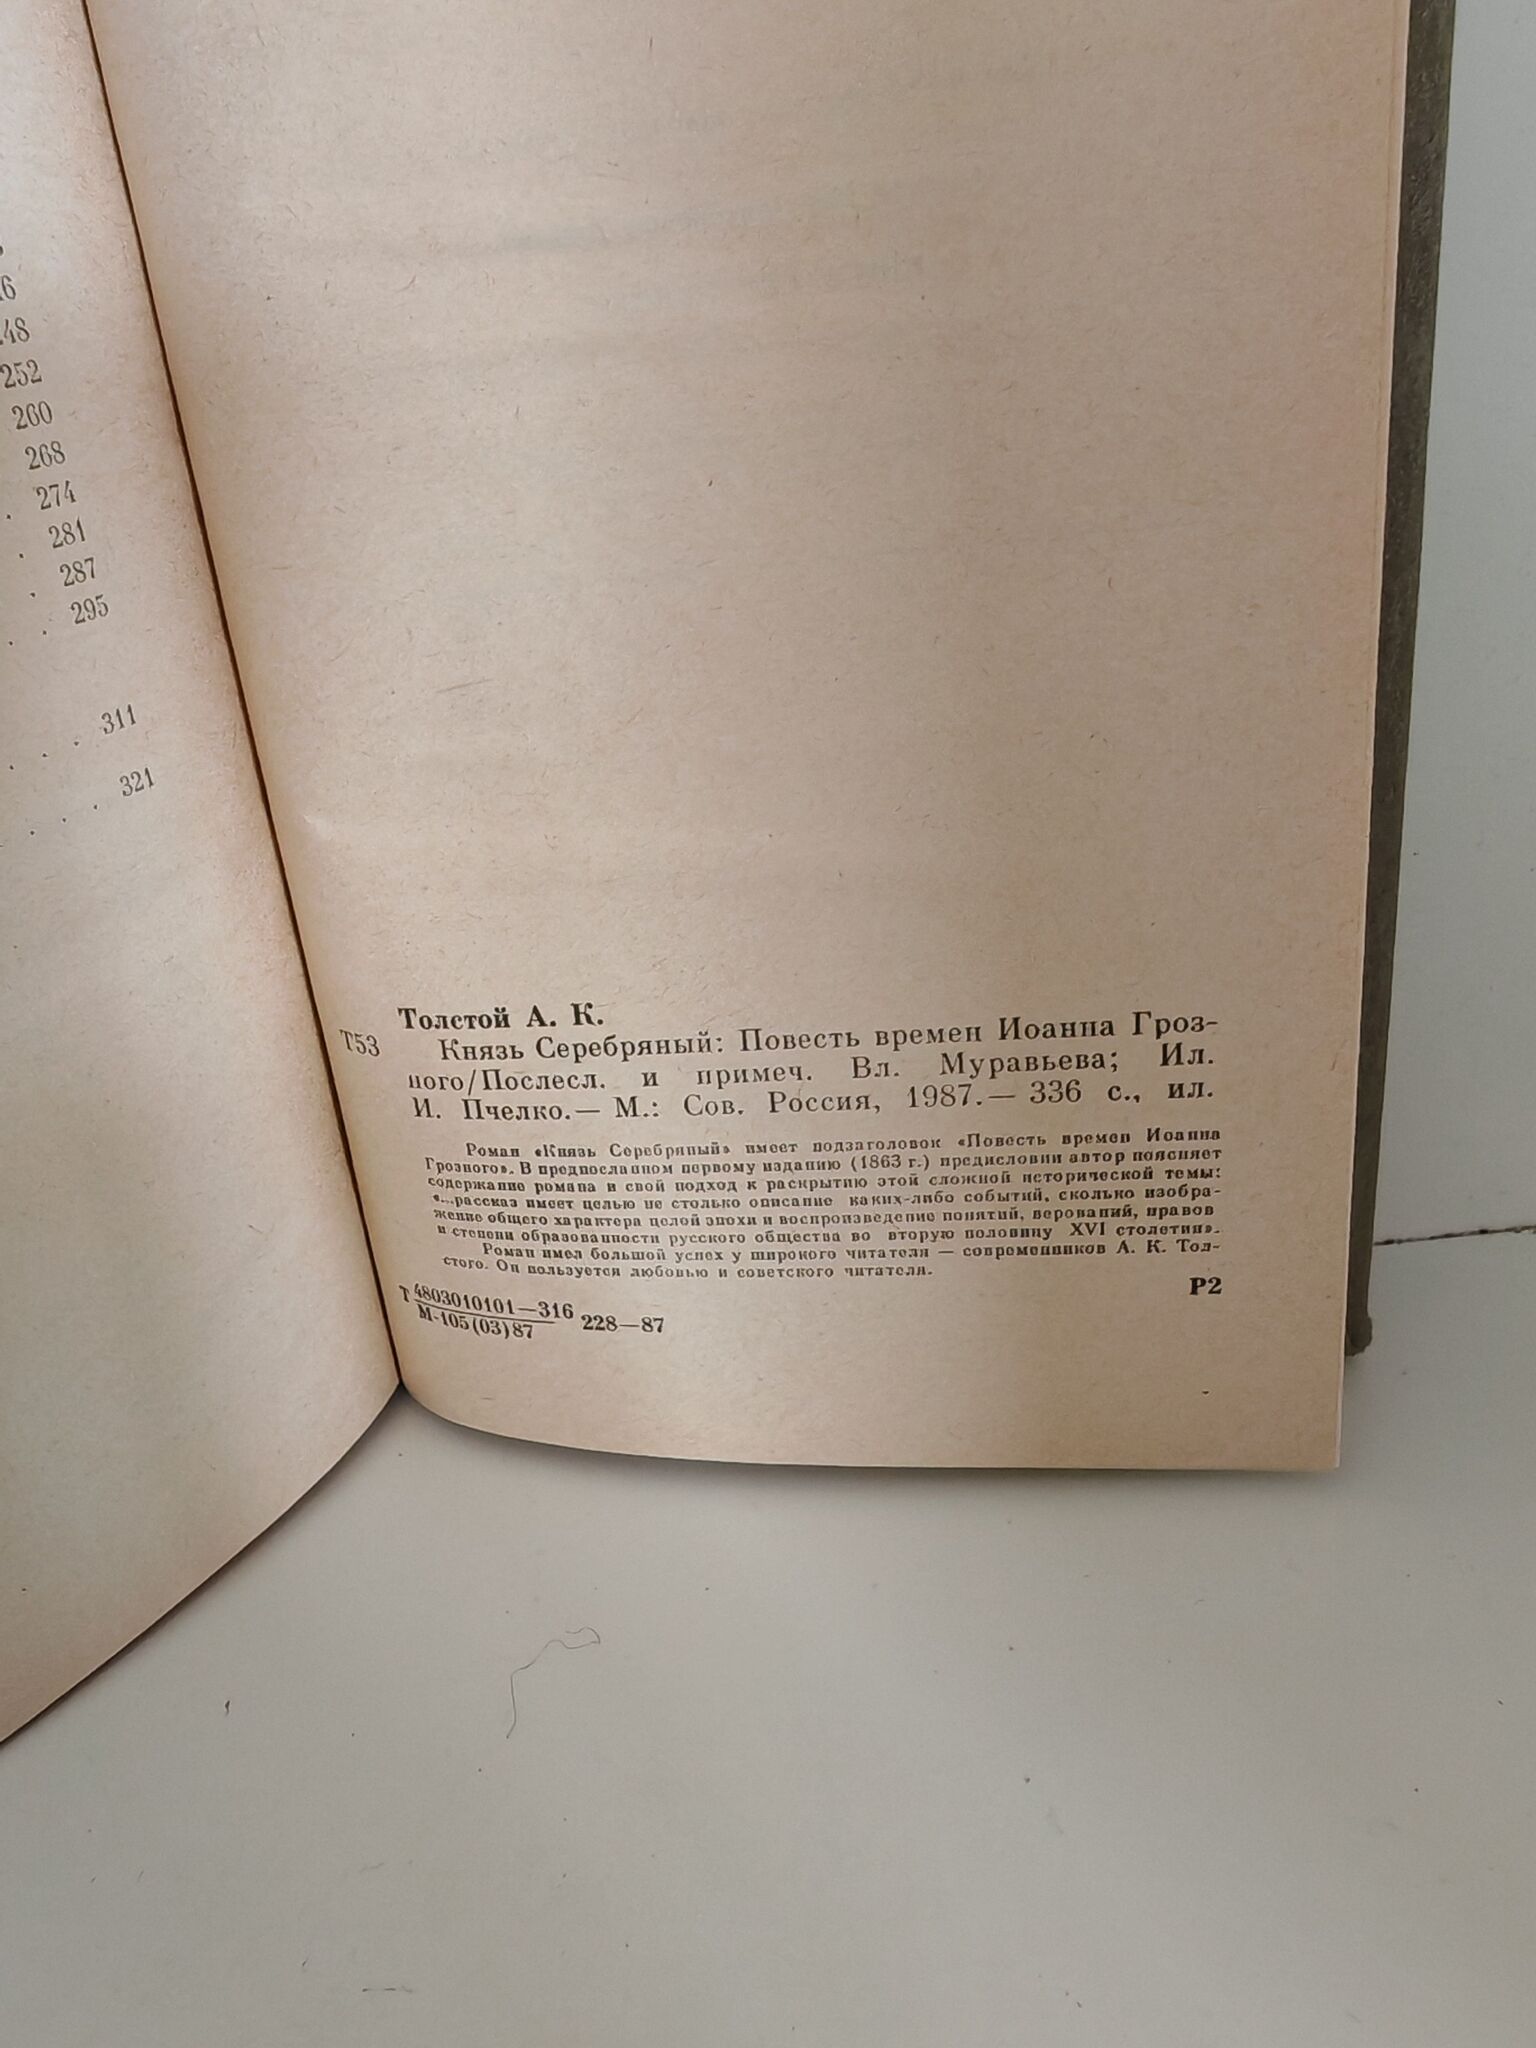 48
252
260
268
. 274
. 281
. 287
. . 295
. . . 311
. . . 321
Толстой А. К.
Т53
Князь Серебряный: Повесть времен Иоанна Гроз-
ного/Послесл. и примеч. Вл. Муравьева; Ил.
И. Пчелко.— М.: Сов. Россия, 1987.— 336 с., ил.
Роман «Князь Серебряный» имеет подзаголовок «Повесть времен Иоанна
Грозного». В предпосланном первому изданию (1863 г.) предисловии автор поясняет
содержание романа и свой подход к раскрытию этой сложной исторической темы:
«...рассказ имеет целью не столько описание каких-либо событий, сколько изобра-
жение общего характера целой эпохи и воспроизведение понятий, верований, нравов
и степени образованности русского общества во вторую половину XVI столетия».
Роман имел большой успех у широкого читателя — современников А. К. Тол-
стого. Он пользуется любовью и советского читателя.
Т 4803010101—316
М-105(03)87
228—87
Р2